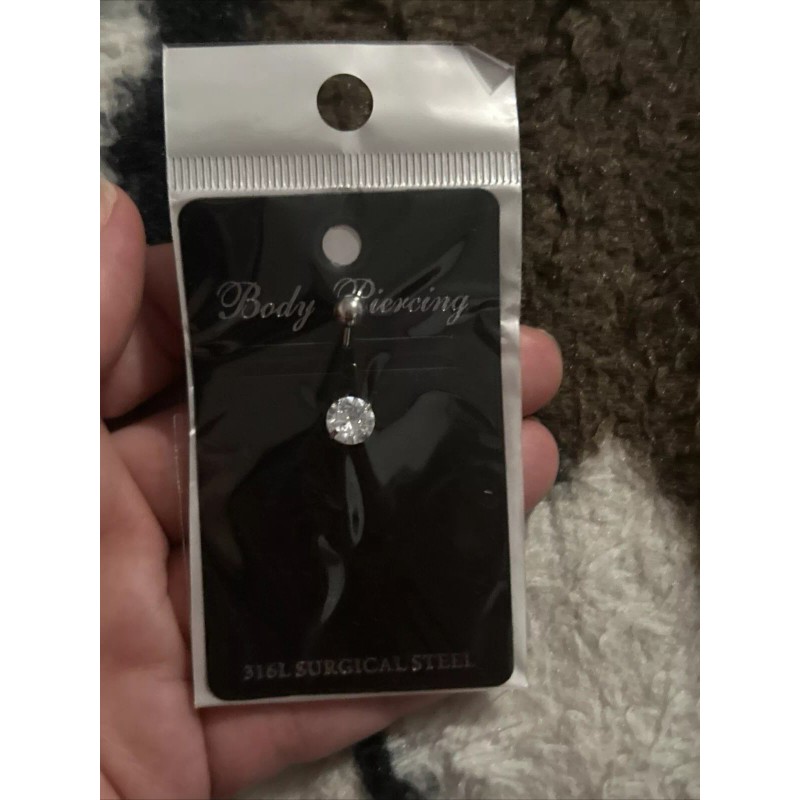 Body Piercing
316L SURGICAL STEEL